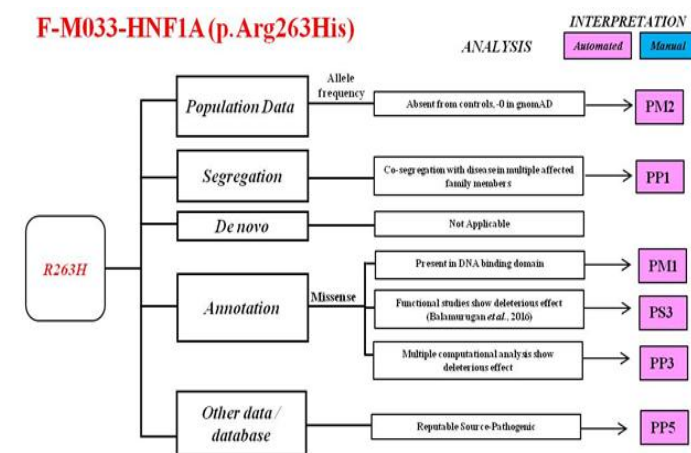 F-M033-HNF1A (p.Arg263His)
INTERPRETATION
ANALYSIS
Automated
Manual
Allele
frequency
Population Data
Absent from controls, -0 in gnomAD
PM2
Segregation
Co-segregation with disease in multiple affected
family members
PP1
De novo
Not Applicable
R263H
Annotation
Missense
Present in DNA binding domain
PM1
Functional studies show deleterious effect
(Balamurugan et al., 2016)
PS3
Multiple computational analysis show
deleterious effect
PP3
Other data /
database
Reputable Source-Pathogenic
PP5